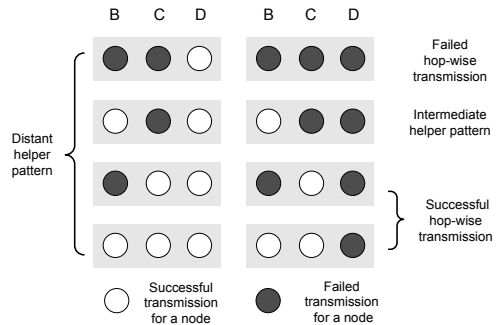 B C D B C D
Failed
hop-wise
transmission
Intermediate
helper pattern
Distant
helper
pattern
Successful
hop-wise
transmission
Successful
transmission
for a node
Failed
transmission
for a node